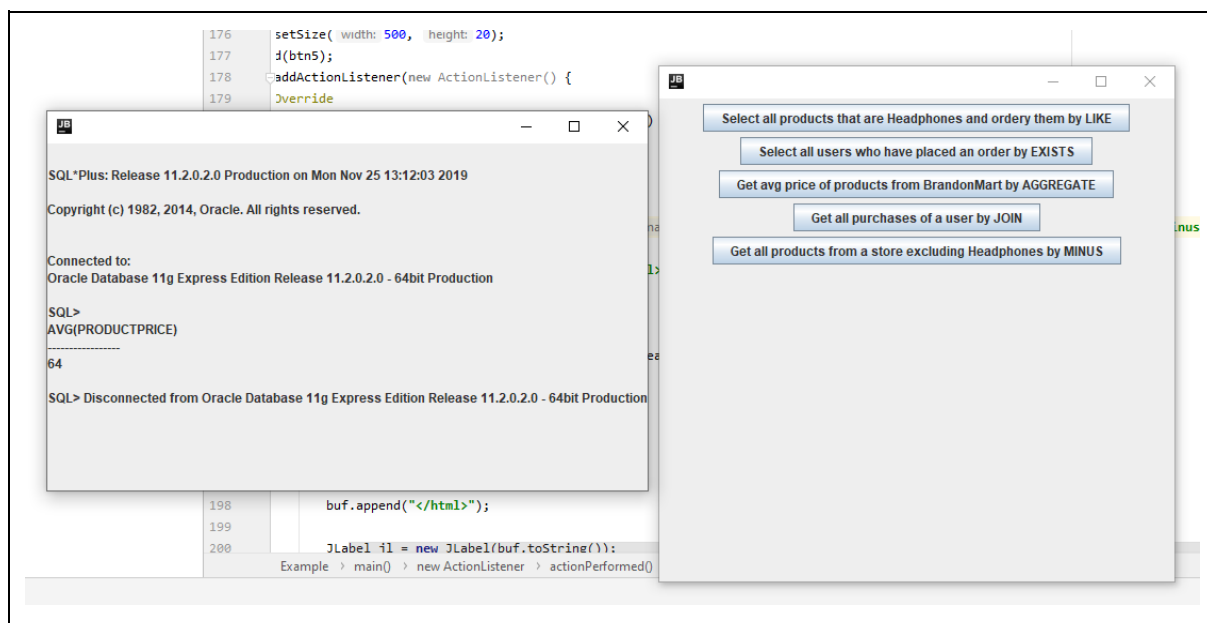 176 setSize( width: 500, height: 20);
177 d(btn5);
178 addActionListener(new ActionListener() {
179 Override
JB
SQL*Plus: Release 11.2.0.2.0 Production on Mon Nov 25 13:12:03 2019
Copyright (c) 1982, 2014, Oracle. All rights reserved.
Connected to:
Oracle Database 11g Express Edition Release 11.2.0.2.0 - 64bit Production
SQL>
AVG(PRODUCTPRICE)
-----------------
64
SQL> Disconnected from Oracle Database 11g Express Edition Release 11.2.0.2.0 - 64bit Production
JB
Select all products that are Headphones and ordery them by LIKE
Select all users who have placed an order by EXISTS
Get avg price of products from BrandonMart by AGGREGATE
Get all purchases of a user by JOIN
Get all products from a store excluding Headphones by MINUS
198 buf.append("</html>");
199
200 JLabel jl = new JLabel(buf.toString());
Example > main() > new ActionListener > actionPerformed()